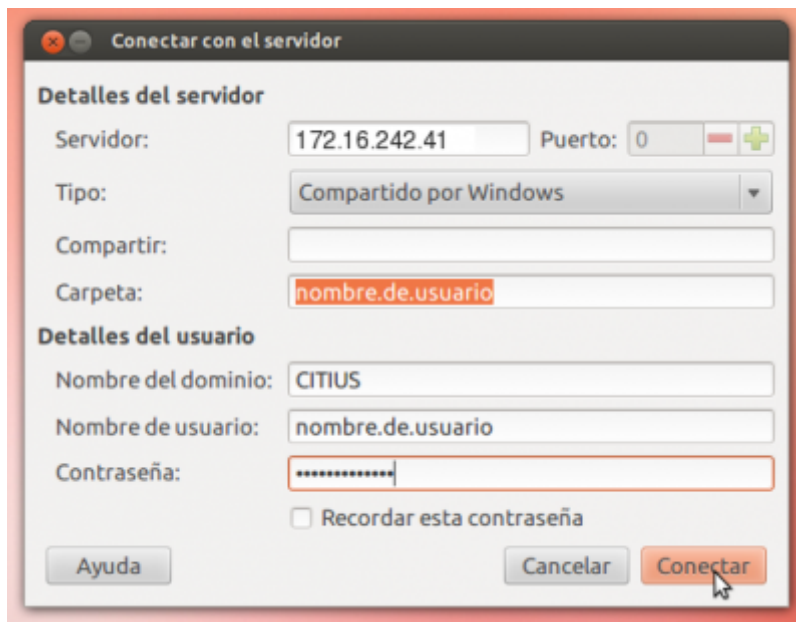 Conectar con el servidor
Detalles del servidor
Servidor: 172.16.242.41 Puerto: 0
Tipo: Compartido por Windows
Compartir:
Carpeta: nombre.de.usuario
Detalles del usuario
Nombre del dominio: CITIUS
Nombre de usuario: nombre.de.usuario
Contraseña: •••••••••••••
Recordar esta contraseña
Ayuda Cancelar Conectar